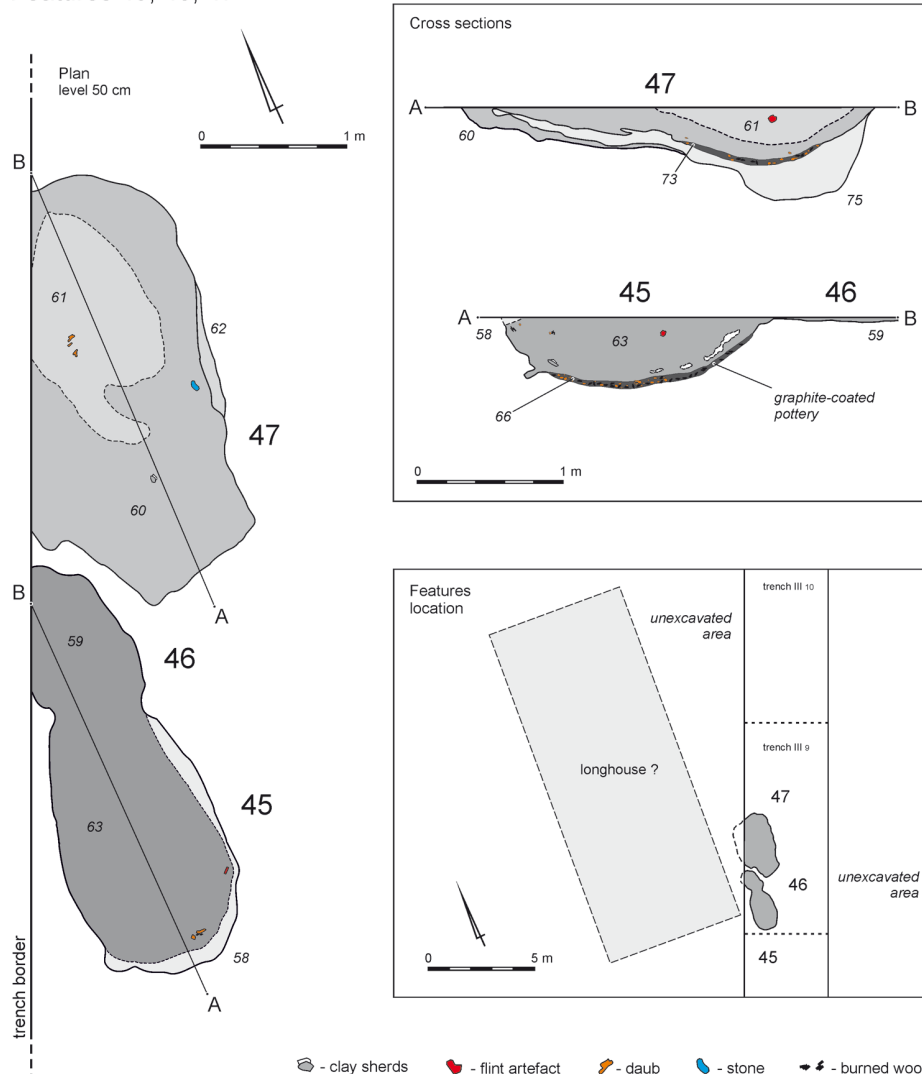 Plan
level 50 cm
0 1 m
B
61
62
47
60
A
B
59
46
45
63
58
A
trench border
Cross sections
47
A B
60
61
73
75
45 46
A B
58
63
59
66
graphite-coated
pottery
0 1 m
Features
location
unexcavated
area
trench III 10
trench III 9
longhouse ?
47
46
unexcavated
area
45
0 5 m
- clay sherds - flint artefact - daub - stone - burned